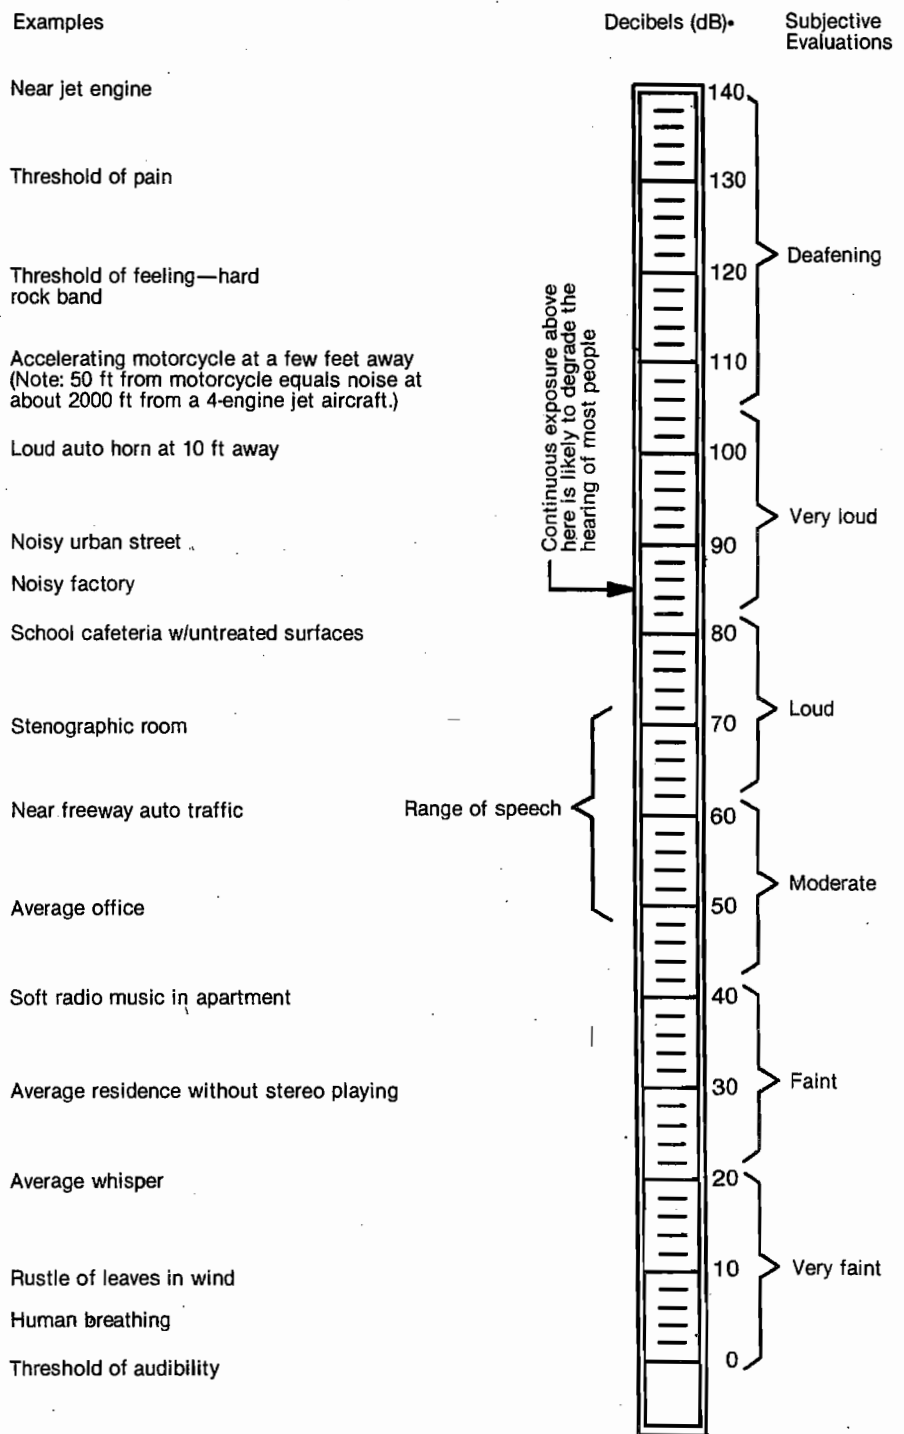 Examples
Decibels (dB)•
Subjective
Evaluations
Near jet engine
140
Threshold of pain
130
Deafening
Threshold of feeling—hard
rock band
120
Continuous exposure above
here is likely to degrade the
hearing of most people
Accelerating motorcycle at a few feet away
(Note: 50 ft from motorcycle equals noise at
about 2000 ft from a 4-engine jet aircraft.)
110
Loud auto horn at 10 ft away
100
Very loud
Noisy urban street
90
Noisy factory
School cafeteria w/untreated surfaces
80
Loud
Stenographic room
70
Near freeway auto traffic
Range of speech
60
Moderate
Average office
50
Soft radio music in apartment
40
Average residence without stereo playing
30
Faint
Average whisper
20
Rustle of leaves in wind
10
Very faint
Human breathing
Threshold of audibility
0